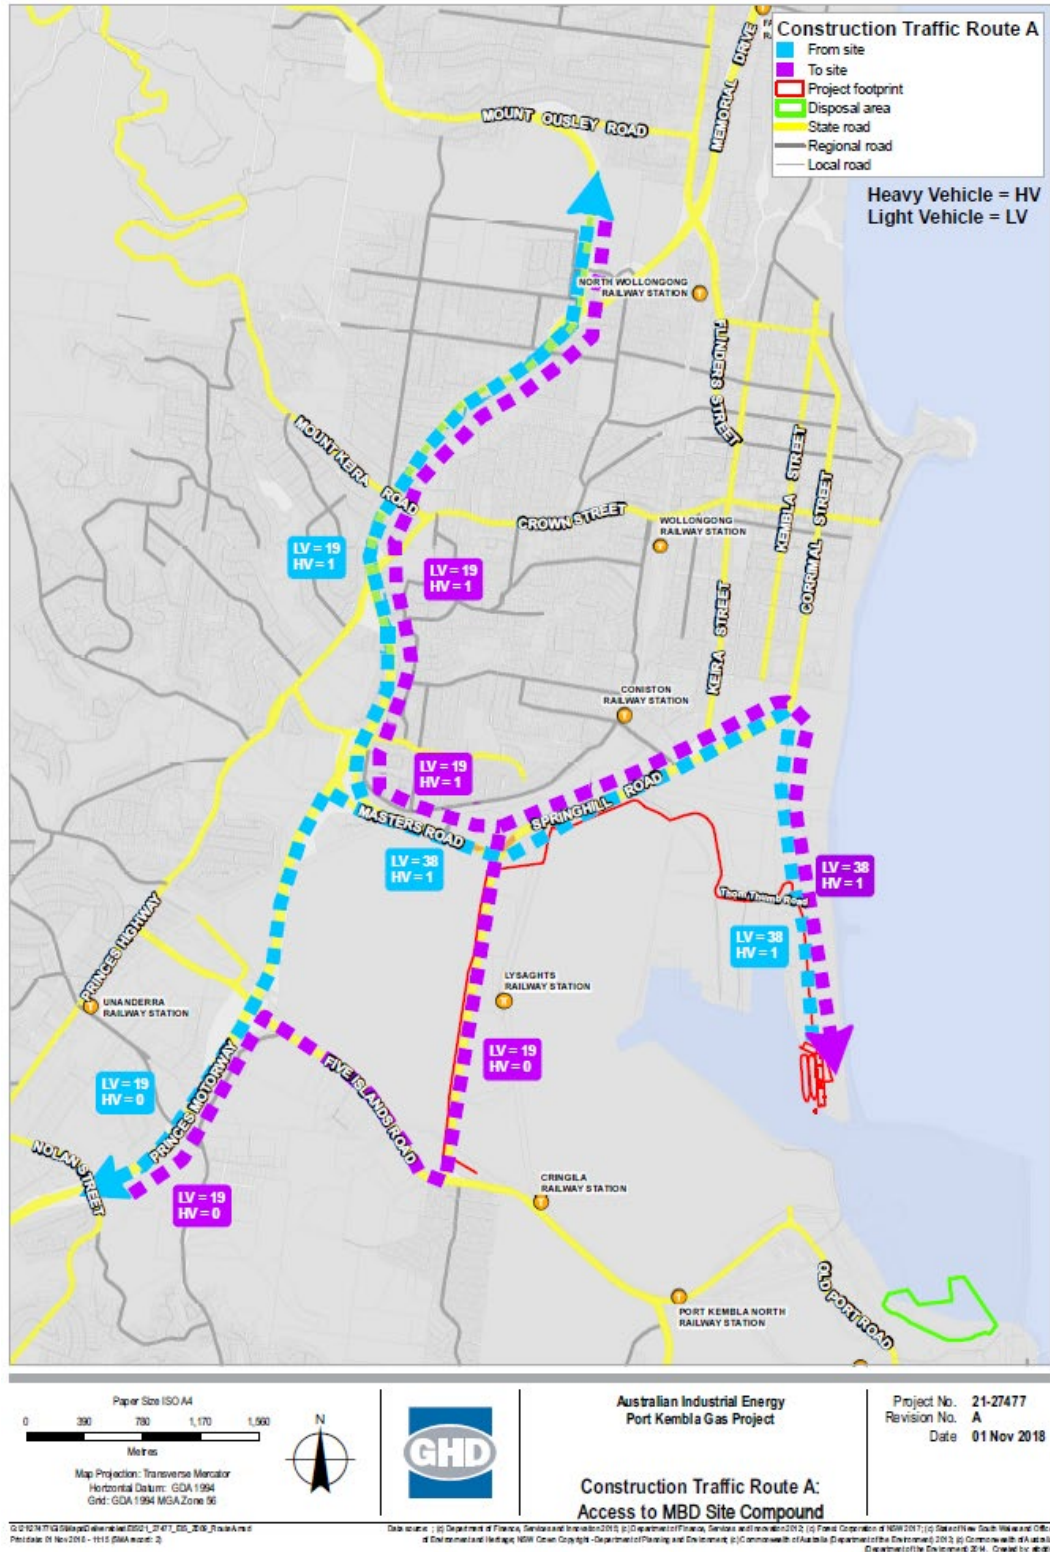 Construction Traffic Route A
From site
To site
Project footprint
Disposal area
State road
Regional road
Local road
Heavy Vehicle = HV
Light Vehicle = LV
MEMORIAL DRIVE
MOUNT OUSLEY ROAD
NORTH WOLLONGONG
RAILWAY STATION
FLINDERS STREET
MOUNT KEIRA ROAD
KEMBLA STREET
CORRIMAL STREET
CROWN STREET
WOLLONGONG
RAILWAY STATION
LV = 19
HV = 1
LV = 19
HV = 1
KEIRA STREET
CONISTON
RAILWAY STATION
LV = 19
HV = 1
SPRINGHILL ROAD
MASTERS ROAD
LV = 38
HV = 1
LV = 38
HV = 1
Thumb Road
LV = 38
HV = 1
PRINCES HIGHWAY
LYSAGHTS
RAILWAY STATION
UNANDERRA
RAILWAY STATION
LV = 19
HV = 0
FIVE ISLANDS ROAD
LV = 19
HV = 0
PRINCES MOTORWAY
NOLAN STREET
LV = 19
HV = 0
CRINGILA
RAILWAY STATION
OLD PORT ROAD
PORT KEMBLA NORTH
RAILWAY STATION
Paper Size ISO A4
0 390 780 1,170 1,560
Metres
Map Projection: Transverse Mercator
Horizontal Datum: GDA 1994
Grid: GDA 1994 MGA Zone 56
N
GHD
Australian Industrial Energy
Port Kembla Gas Project
Construction Traffic Route A:
Access to MBD Site Compound
Project No. 21-27477
Revision No. A
Date 01 Nov 2018